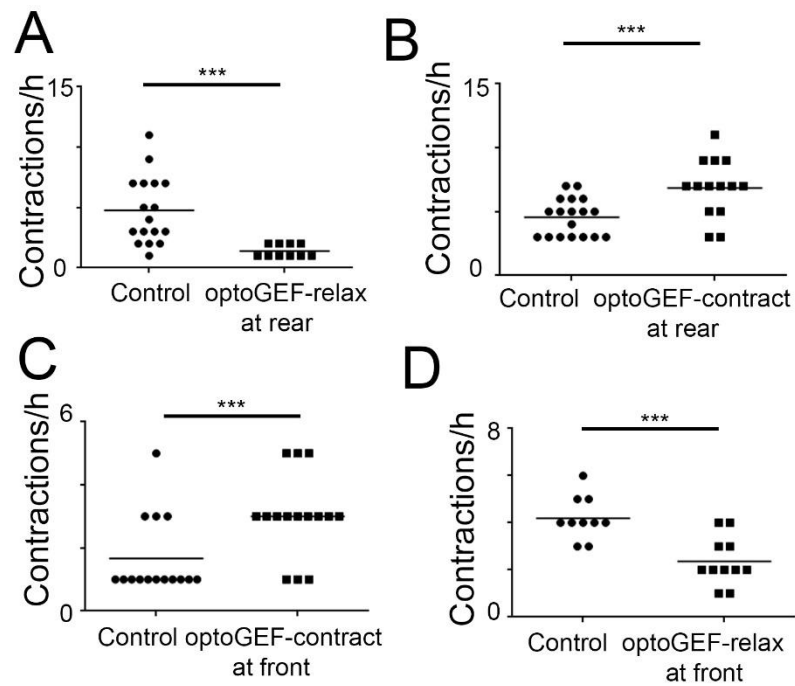 A
Contractions/h
15
0
***
Control
optoGEF-relax
at rear
B
Contractions/h
15
0
***
Control
optoGEF-contract
at rear
C
Contractions/h
6
0
***
Control
optoGEF-contract
at front
D
Contractions/h
8
0
***
Control
optoGEF-relax
at front